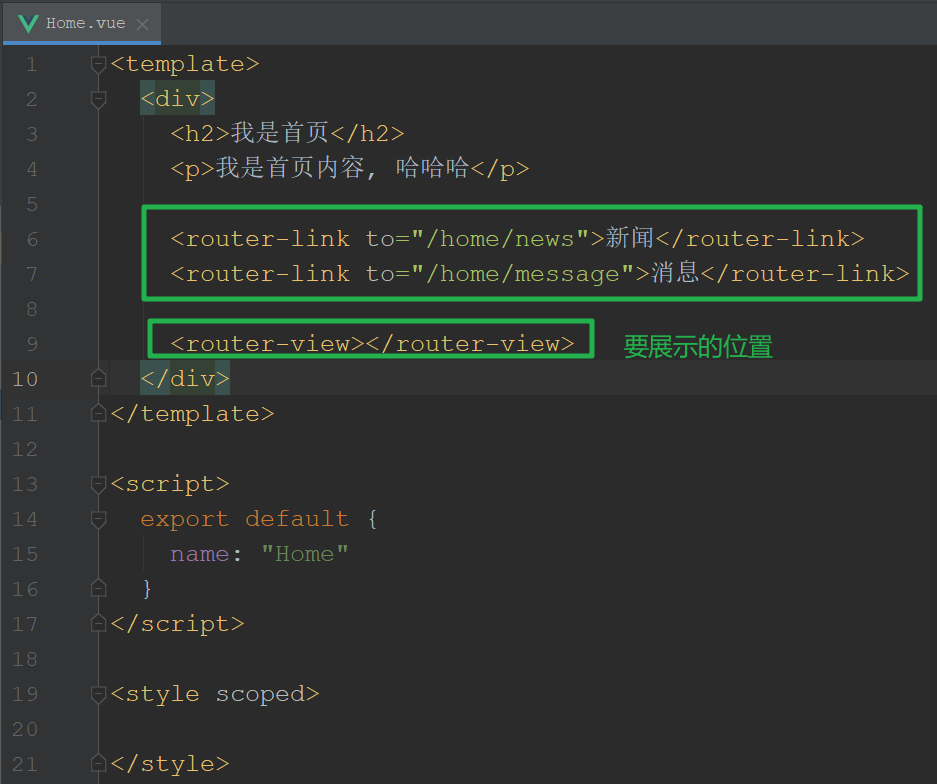 Home.vue
1 <template>
2 <div>
3 <h2>我是首页</h2>
4 <p>我是首页内容, 哈哈哈</p>
5
6 <router-link to="/home/news">新闻</router-link>
7 <router-link to="/home/message">消息</router-link>
8
9 <router-view></router-view> 要展示的位置
10 </div>
11 </template>
12
13 <script>
14 export default {
15 name: "Home"
16 }
17 </script>
18
19 <style scoped>
20
21 </style>